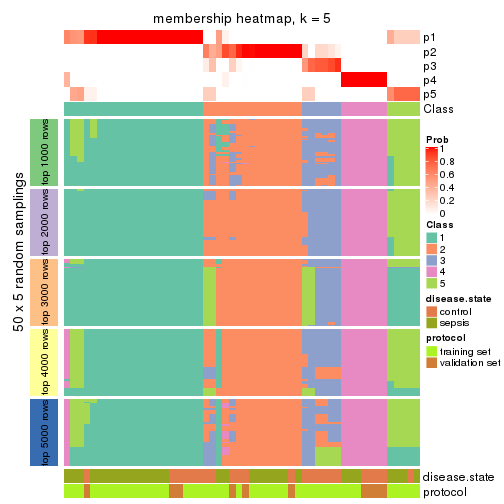 membership heatmap, k = 5
p1
p2
p3
p4
p5
Class
50 x 5 random samplings
top 1000 rows
top 2000 rows
top 3000 rows
top 4000 rows
top 5000 rows
disease.state
protocol
Prob
1
0.8
0.6
0.4
0.2
0
Class
1
2
3
4
5
disease.state
control
sepsis
protocol
training set
validation set